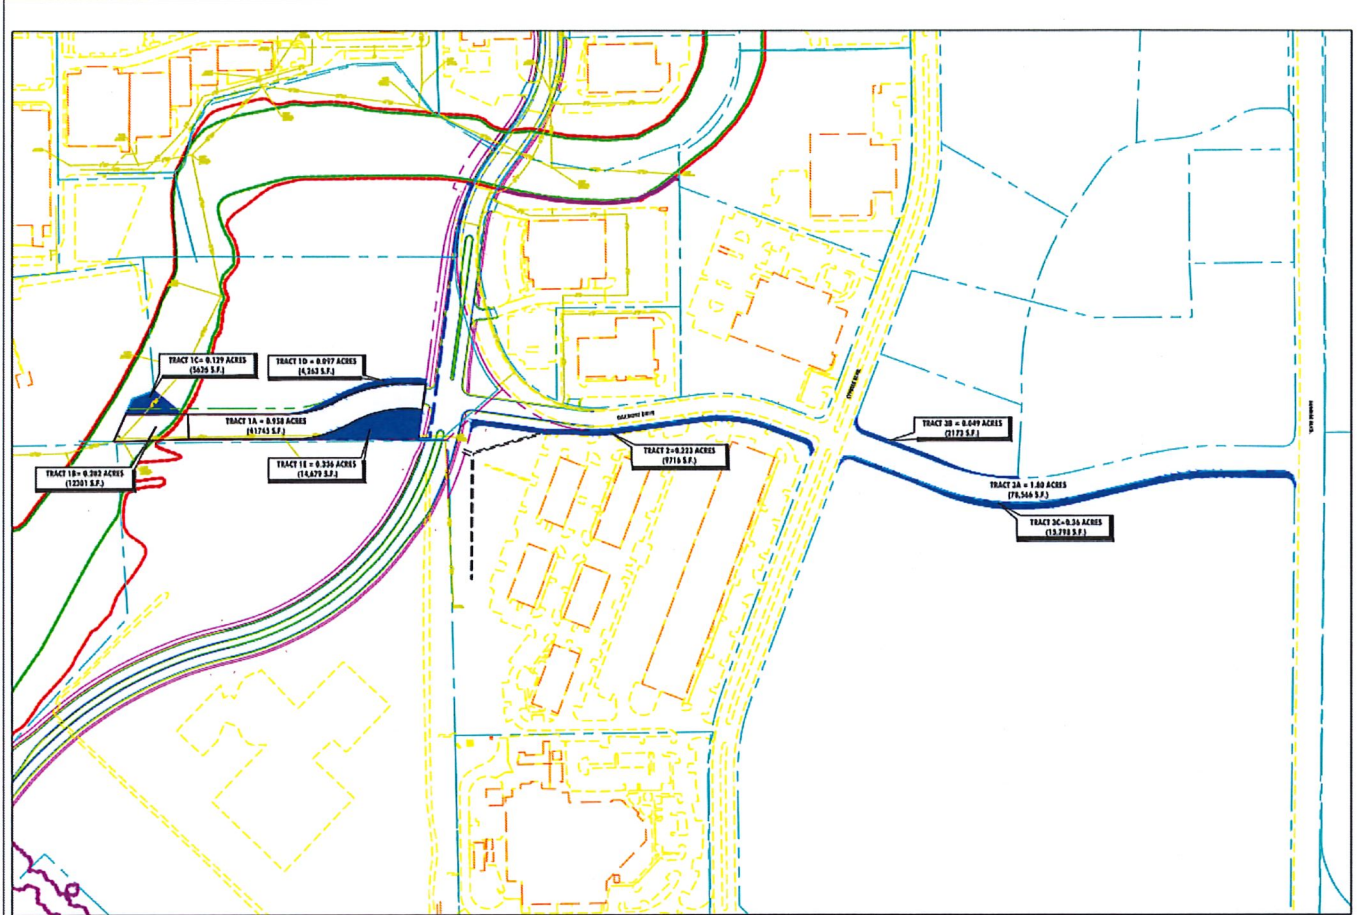 TRACT 1C= 0.129 ACRES
(5626 S.F.)
TRACT 1D = 0.097 ACRES
(4,263 S.F.)
TRACT 1A = 0.958 ACRES
(41745 S.F.)
TRACT 1B= 0.282 ACRES
(12301 S.F.)
TRACT 1E = 0.336 ACRES
(14,679 S.F.)
TRACT 2=0.223 ACRES
(9716 S.F.)
TRACT 3B = 0.049 ACRES
(2173 S.F.)
TRACT 3A = 1.80 ACRES
(78,566 S.F.)
TRACT 3C=0.36 ACRES
(15,798 S.F.)